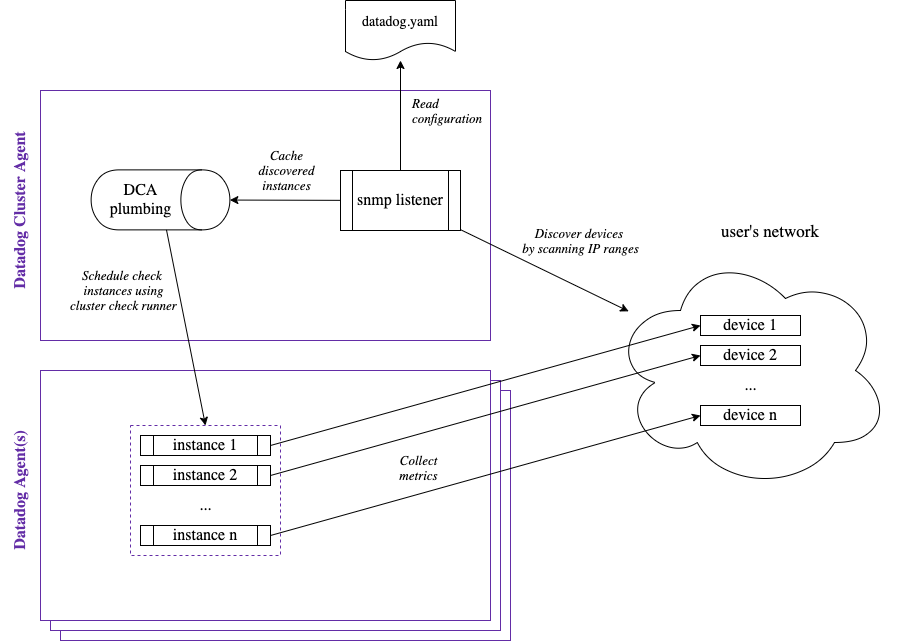 datadog.yaml
Read
configuration
Datadog Cluster Agent
Cache
discovered
instances
DCA
plumbing
snmp listener
Discover devices
by scanning IP ranges
user's network
Schedule check
instances using
cluster check runner
device 1
device 2
...
device n
Datadog Agent(s)
instance 1
instance 2
...
instance n
Collect
metrics